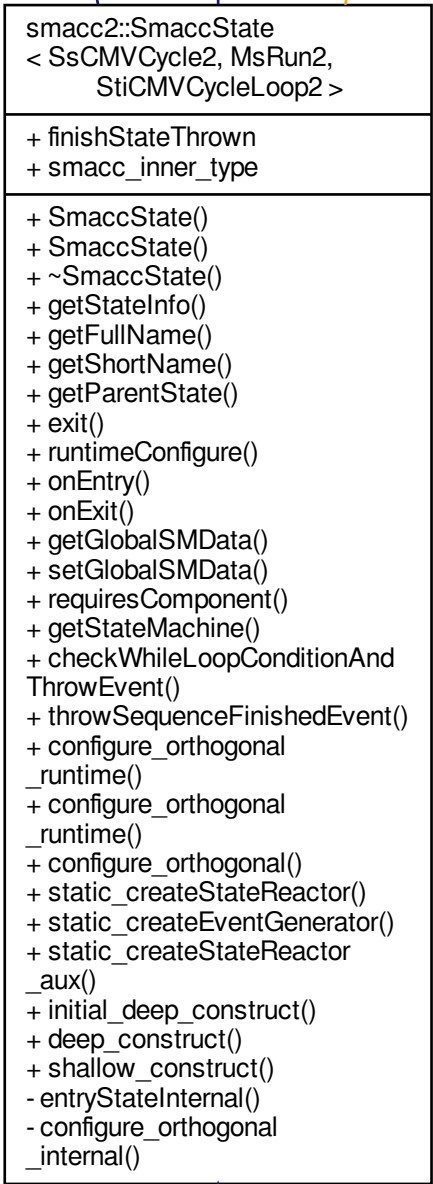 smacc2::SmaccState
< SsCMVCycle2, MsRun2,
StiCMVCycleLoop2 >
+ finishStateThrown
+ smacc_inner_type
+ SmaccState()
+ SmaccState()
+ ~SmaccState()
+ getStateInfo()
+ getFullName()
+ getShortName()
+ getParentState()
+ exit()
+ runtimeConfigure()
+ onEntry()
+ onExit()
+ getGlobalSMData()
+ setGlobalSMData()
+ requiresComponent()
+ getStateMachine()
+ checkWhileLoopConditionAnd
ThrowEvent()
+ throwSequenceFinishedEvent()
+ configure_orthogonal
_runtime()
+ configure_orthogonal
_runtime()
+ configure_orthogonal()
+ static_createStateReactor()
+ static_createEventGenerator()
+ static_createStateReactor
_aux()
+ initial_deep_construct()
+ deep_construct()
+ shallow_construct()
- entryStateInternal()
- configure_orthogonal
_internal()